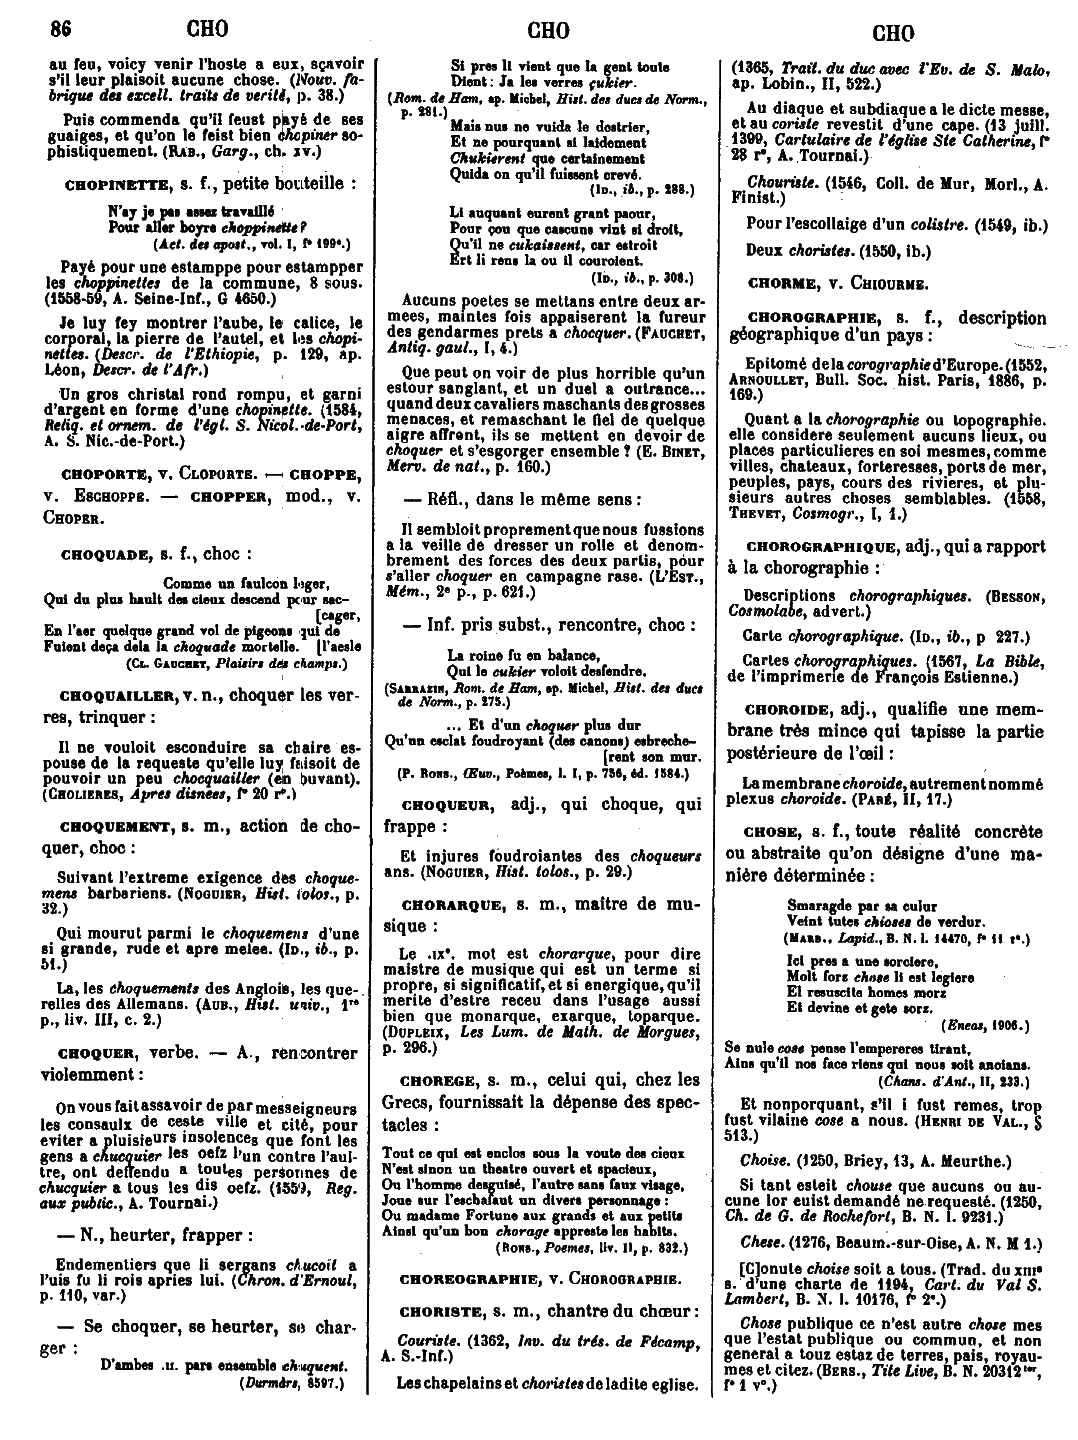 86 CHO CHO CHO
au feu, voicy venir l'hoste a eux, sçavoir
s'il leur plaisoit aucune chose. (Nouv. fa-
brique des excell. traits de verité, p. 38.)
Puis commenda qu'il feust payé de ses
guaiges, et qu'on le feist bien chopiner so-
phistiquement. (RAB., Garg., ch. XV.)
CHOPINETTE, s. f., petite bouteille :
N'ay je pas assez travaillé
Pour aller boyre choppinette ?
(Act. des apost., vol. I, f° 199ª.)
Payé pour une estamppe pour estampper
les choppinettes de la commune, 8 sous.
(1558-59, A. Seine-Inf., G 4650.)
Je luy fey montrer l'aube, le calice, le
corporal, la pierre de l'autel, et les chopi-
nettes. (Descr. de l'Ethiopie, p. 129, ap.
Léon, Descr. de l'Afr.)
Un gros christal rond rompu, et garni
d'argent en forme d'une chopinette. (1584,
Reliq. et ornem. de l'égl. S. Nicol.-de-Port,
A. S. Nic.-de-Port.)
CHOPORTE, v. CLOPORTE. — CHOPPE,
v. ESCHOPPE. — CHOPPER, mod., v.
CHOPER.
CHOQUADE, s. f., choc :
Comme un faulcon leger,
Qui du plus hault des cieux descend pour sac-
[cager,
En l'aer quelque grand vol de pigeons qui de
Fuient deça dela la choquade mortelle. [l'aesle
(CL. GAUCHET, Plaisirs des champs.)
CHOQUAILLER, v. n., choquer les ver-
res, trinquer :
Il ne vouloit esconduire sa chaire es-
pouse de la requeste qu'elle luy faisoit de
pouvoir un peu chocquailler (en buvant).
(CHOLIERES, Apres disnees, f° 20 r°.)
CHOQUEMENT, s. m., action de cho-
quer, choc :
Suivant l'extreme exigence des choque-
mens barbariens. (NOGUIER, Hist. tolos., p.
32.)
Qui mourut parmi le choquemens d'une
si grande, rude et apre melee. (ID., ib., p.
51.)
La, les choquements des Anglois, les que-
relles des Allemans. (AUB., Hist. univ., 1re
p., liv. III, c. 2.)
CHOQUER, verbe. — A., rencontrer
violemment :
On vous fait assavoir de par messeigneurs
les consaulx de ceste ville et cité, pour
eviter a pluisieurs insolences que font les
gens a chucquier les oefz l'un contre l'aul-
tre, ont deffendu a toutes personnes de
chucquier a tous les dis oefz. (1559, Reg.
aux public., A. Tournai.)
— N., heurter, frapper :
Endementiers que li sergans chucoit a
l'uis fu li rois apries lui. (Chron. d'Ernoul,
p. 110, var.)
— Se choquer, se heurter, se char-
ger :
D'ambes .II. pars ensemble chuquent.
(Durmārs, 8597.)
Si pres li vient que la gent toute
Dient : Ja les verres çukier.
(Rom. de Ham, ap. Michel, Hist. des ducs de Norm.,
p. 281.)
Mais nus ne vuida le destrier,
Et ne pourquant si laidement
Chukierent que certainement
Quida on qu'il fuissent crevé.
(ID., ib., p. 288.)
Li auquant eurent grant paour,
Pour çou que cascuns vint si droit,
Qu'il ne cukaissent, car estroit
Ert li rens la ou il couroient.
(ID., ib., p. 308.)
Aucuns poetes se mettans entre deux ar-
mees, maintes fois appaiserent la fureur
des gendarmes prets a chocquer. (FAUCHET,
Antiq. gaul., I, 4.)
Que peut on voir de plus horrible qu'un
estour sanglant, et un duel a outrance...
quand deux cavaliers maschants des grosses
menaces, et remaschant le fiel de quelque
aigre affront, ils se mettent en devoir de
choquer et s'esgorger ensemble ? (E. BINET,
Merv. de nat., p. 160.)
— Réfl., dans le même sens :
Il sembloit proprement que nous fussions
a la veille de dresser un rolle et denom-
brement des forces des deux partis, pour
s'aller choquer en campagne rase. (L'EST.,
Mém., 2e p., p. 621.)
— Inf. pris subst., rencontre, choc :
La roine fu en balance,
Qui le cukier voloit desfendre.
(SARRAZIN, Rom. de Ham, ap. Michel, Hist. des ducs
de Norm., p. 275.)
... Et d'un choquer plus dur
Qu'un esclat foudroyant (des canons) esbreche-
[rent son mur.
(P. RONS., Œuv., Poèmes, l. I, p. 756, éd. 1584.)
CHOQUEUR, adj., qui choque, qui
frappe :
Et injures foudroiantes des choqueurs
ans. (NOGUIER, Hist. tolos., p. 29.)
CHORARQUE, s. m., maître de mu-
sique :
Le .IXe. mot est chorarque, pour dire
maistre de musique qui est un terme si
propre, si significatif, et si energique, qu'il
merite d'estre receu dans l'usage aussi
bien que monarque, exarque, toparque.
(DUPLEIX, Les Lum. de Math. de Morgues,
p. 296.)
CHOREGE, s. m., celui qui, chez les
Grecs, fournissait la dépense des spec-
tacles :
Tout ce qui est enclos sous la voute des cieux
N'est sinon un theatre ouvert et spacieux,
Ou l'homme desguisé, l'autre sans faux visage,
Joue sur l'eschafaut un divers personnage :
Ou madame Fortune aux grands et aux petits
Ainsi qu'un bon chorage appreste les habits.
(RONS., Poemes, liv. II, p. 832.)
CHOREOGRAPHIE, v. CHOROGRAPHIE.
CHORISTE, s. m., chantre du chœur :
Couriste. (1362, Inv. du trés. de Fécamp,
A. S.-Inf.)
Les chapelains et choristes de ladite eglise.
(1365, Trait. du duc avec l'Ev. de S. Malo,
ap. Lobin., II, 522.)
Au diaque et subdiaque a le dicte messe,
et au coriste revestit d'une cape. (13 juill.
1399, Cartulaire de l'église Ste Catherine, f°
28 r°, A. Tournai.)
Chouriste. (1546, Coll. de Mur, Morl., A.
Finist.)
Pour l'escollaige d'un colistre. (1549, ib.)
Deux choristes. (1550, ib.)
CHORME, v. CHIOURME.
CHOROGRAPHIE, s. f., description
géographique d'un pays :
Epitomé de la corographie d'Europe. (1552,
ARNOULLET, Bull. Soc. hist. Paris, 1886, p.
169.)
Quant a la chorographie ou topographie.
elle considere seulement aucuns lieux, ou
places particulieres en soi mesmes, comme
villes, chateaux, forteresses, ports de mer,
peuples, pays, cours des rivieres, et plu-
sieurs autres choses semblables. (1558,
THEVET, Cosmogr., I, 1.)
CHOROGRAPHIQUE, adj., qui a rapport
à la chorographie :
Descriptions chorographiques. (BESSON,
Cosmolabe, advert.)
Carte chorographique. (ID., ib., p 227.)
Cartes chorographiques. (1567, La Bible,
de l'imprimerie de François Estienne.)
CHOROIDE, adj., qualifie une mem-
brane très mince qui tapisse la partie
postérieure de l'œil :
La membrane choroide, autrement nommé
plexus choroide. (PARÉ, II, 17.)
CHOSE, s. f., toute réalité concrète
ou abstraite qu'on désigne d'une ma-
nière déterminée :
Smaragde par sa culur
Veint tutes chioses de verdur.
(MARB., Lapid., B. N. l. 14470, f° 11 r°.)
Ici pres a une sorciere,
Molt forz chose li est legiere
El resuscite homes morz
Et devine et gete sorz.
(Eneas, 1906.)
Se nule cose pense l'empereres tirant,
Ains qu'il nos face riens qui nous soit anoians.
(Chans. d'Ant., II, 233.)
Et nonporquant, s'il i fust remes, trop
fust vilaine cose a nous. (HENRI DE VAL., §
513.)
Choise. (1250, Briey, 13, A. Meurthe.)
Si tant esteit chouse que aucuns ou au-
cune lor euist demandé ne requesté. (1250,
Ch. de G. de Rochefort, B. N. l. 9231.)
Chese. (1276, Beaum.-sur-Oise, A. N. M 1.)
[C]onute choise soit a tous. (Trad. du XIIIe
s. d'une charte de 1194, Cart. du Val S.
Lambert, B. N. l. 10176, f° 2ª.)
Chose publique ce n'est autre chose mes
que l'estat publique ou commun, et non
general a touz estaz de terres, pais, royau-
mes et citez. (BERS., Tite Live, B. N. 20312ter,
f° 1 v°.)